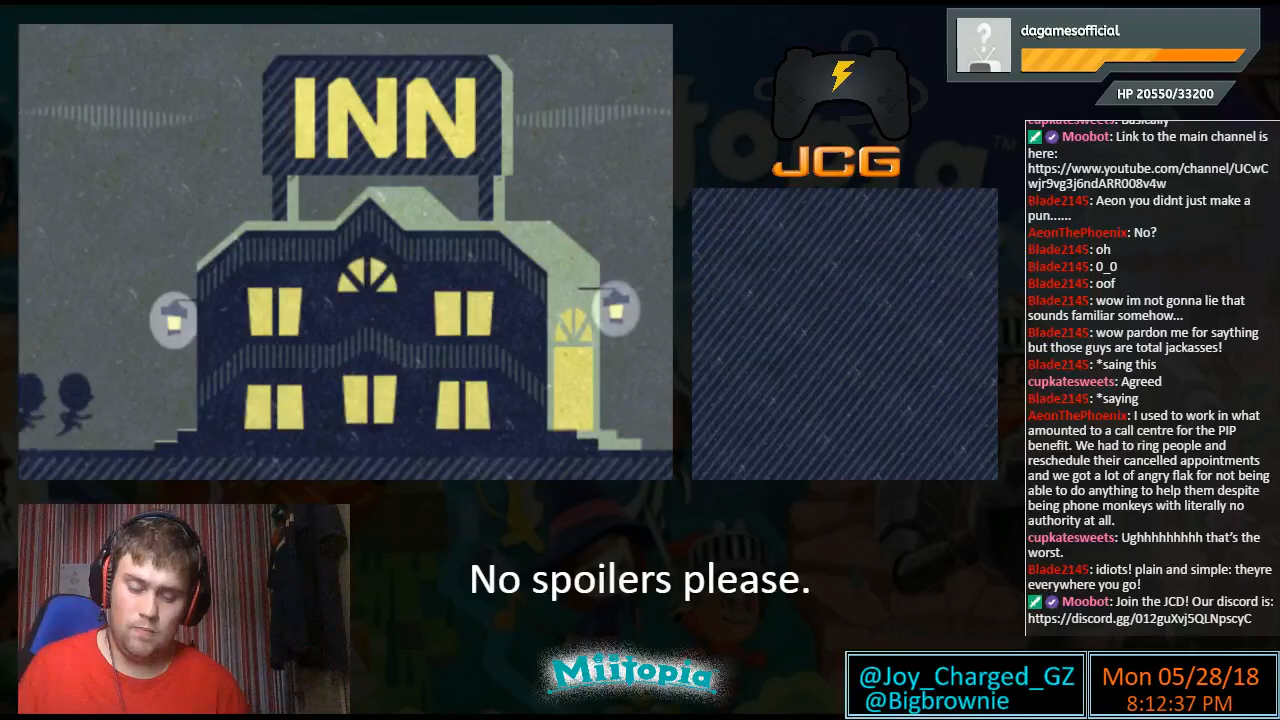 INN
JCG
dagamesofficial
HP 20550/33200
cupkatesweets: Basically
Moobot: Link to the main channel is
here:
https://www.youtube.com/channel/UCwC
wjr9vg3j6ndARR008v4w
Blade2145: Aeon you didnt just make a
pun......
AeonThePhoenix: No?
Blade2145: oh
Blade2145: 0_0
Blade2145: oof
Blade2145: wow im not gonna lie that
sounds familiar somehow...
Blade2145: wow pardon me for saything
but those guys are total jackasses!
Blade2145: *saing this
cupkatesweets: Agreed
Blade2145: *saying
AeonThePhoenix: I used to work in what
amounted to a call centre for the PIP
benefit. We had to ring people and
reschedule their cancelled appointments
and we got a lot of angry flak for not being
able to do anything to help them despite
being phone monkeys with literally no
authority at all.
cupkatesweets: Ughhhhhhhhh that's the
worst.
Blade2145: idiots! plain and simple: theyre
everywhere you go!
Moobot: Join the JCD! Our discord is:
https://discord.gg/012guXvj5QLNpscyC
No spoilers please.
Miitopia
@Joy_Charged_GZ
@Bigbrownie
Mon 05/28/18
8:12:37 PM